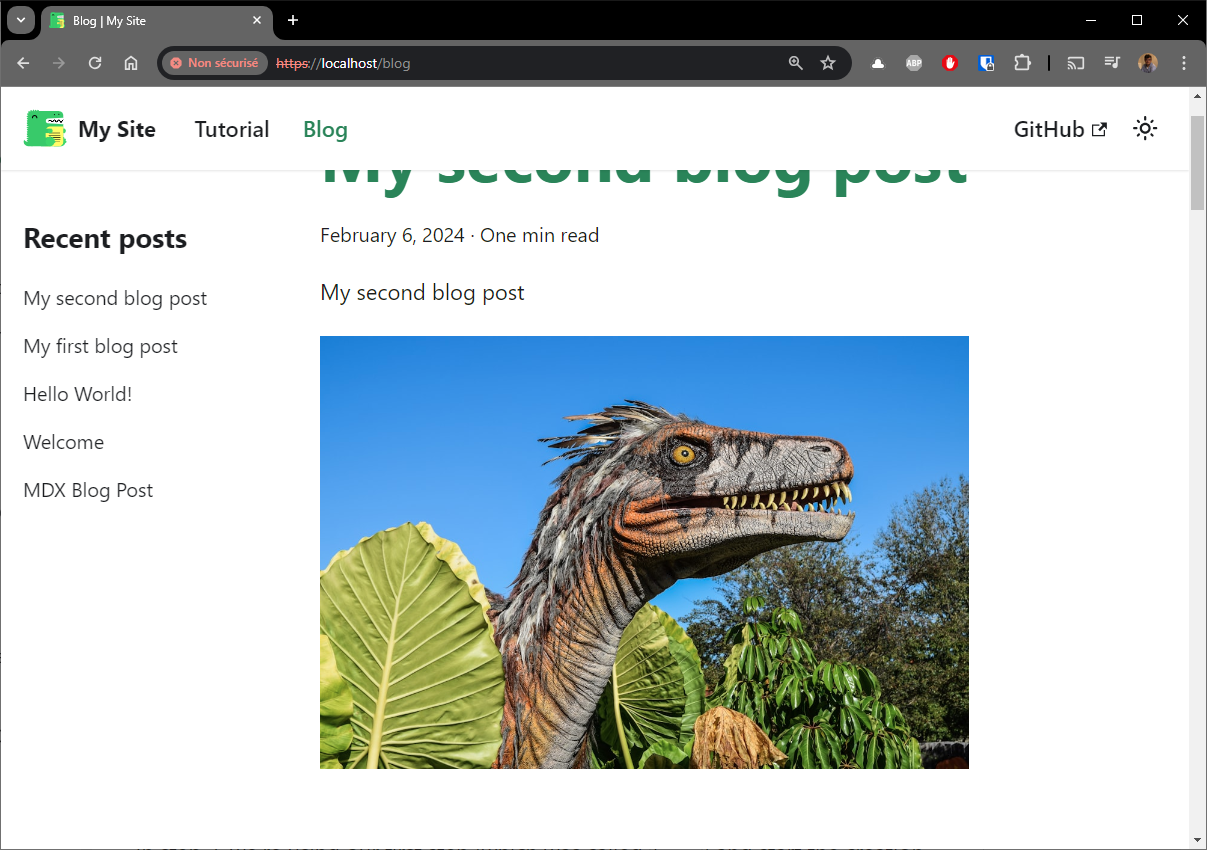 Blog | My Site
Non sécurisé https://localhost/blog
ABP
My Site Tutorial Blog GitHub
My second blog post
Recent posts
February 6, 2024 · One min read
My second blog post
My second blog post
My first blog post
Hello World!
Welcome
MDX Blog Post